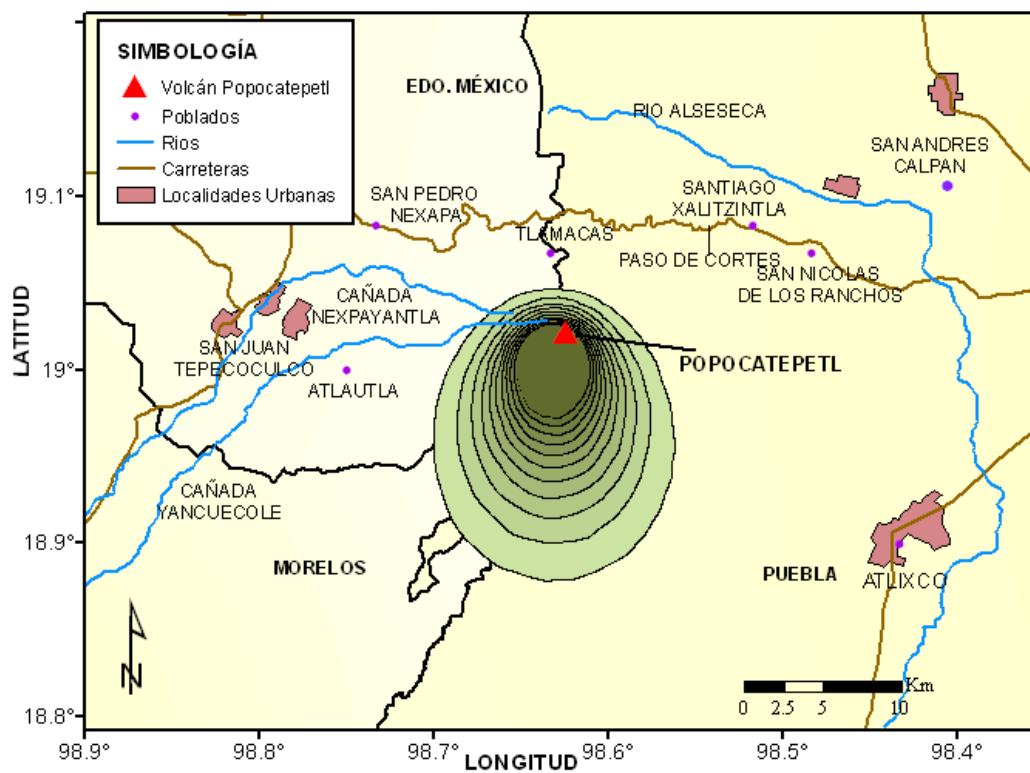 SIMBOLOGÍA
Volcán Popocatepetl
Poblados
Rios
Carreteras
Localidades Urbanas
EDO. MÉXICO
RIO ALSESECA
SAN ANDRES
CALPAN
SAN PEDRO
NEXAPA
SANTIAGO
XALITZINTLA
TLAMACAS
PASO DE CORTES
SAN NICOLAS
DE LOS RANCHOS
CAÑADA
NEXPAYANTLA
SAN JUAN
TEPECOCULCO
ATLAUTLA
POPOCATEPETL
CAÑADA
YANCUECOLE
MORELOS
PUEBLA
ATLIXCO
N
Km
0 2.5 5 10
LATITUD
19.1°
19°
18.9°
18.8°
98.9° 98.8° 98.7° 98.6° 98.5° 98.4°
LONGITUD